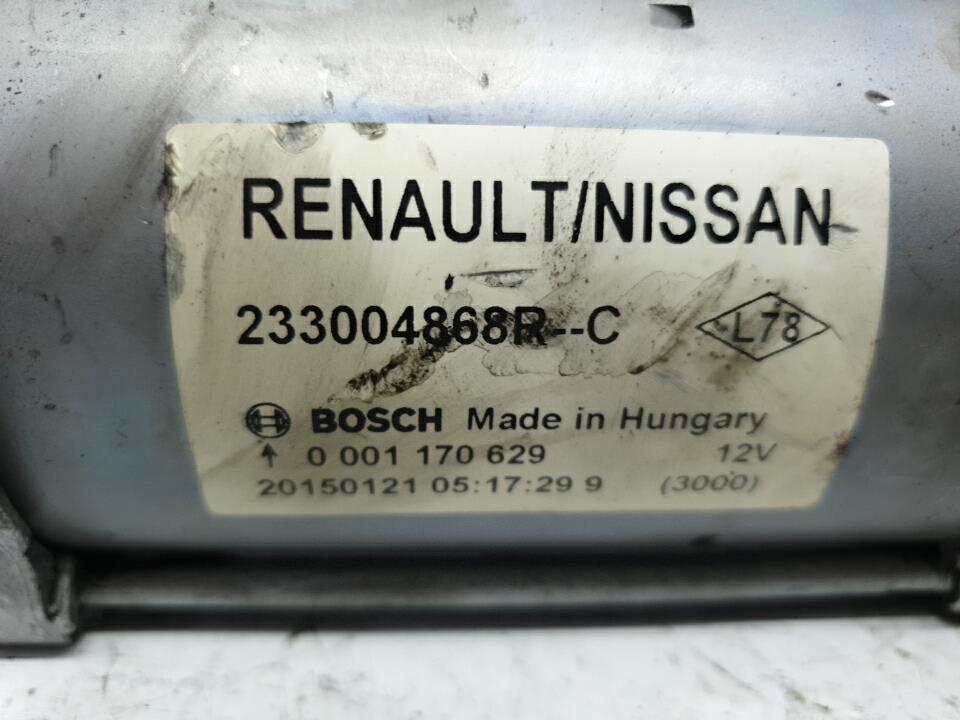 RENAULT/NISSAN
233004868R--C L78
BOSCH Made in Hungary
↑ 0 001 170 629 12V
20150121 05:17:29 9 (3000)